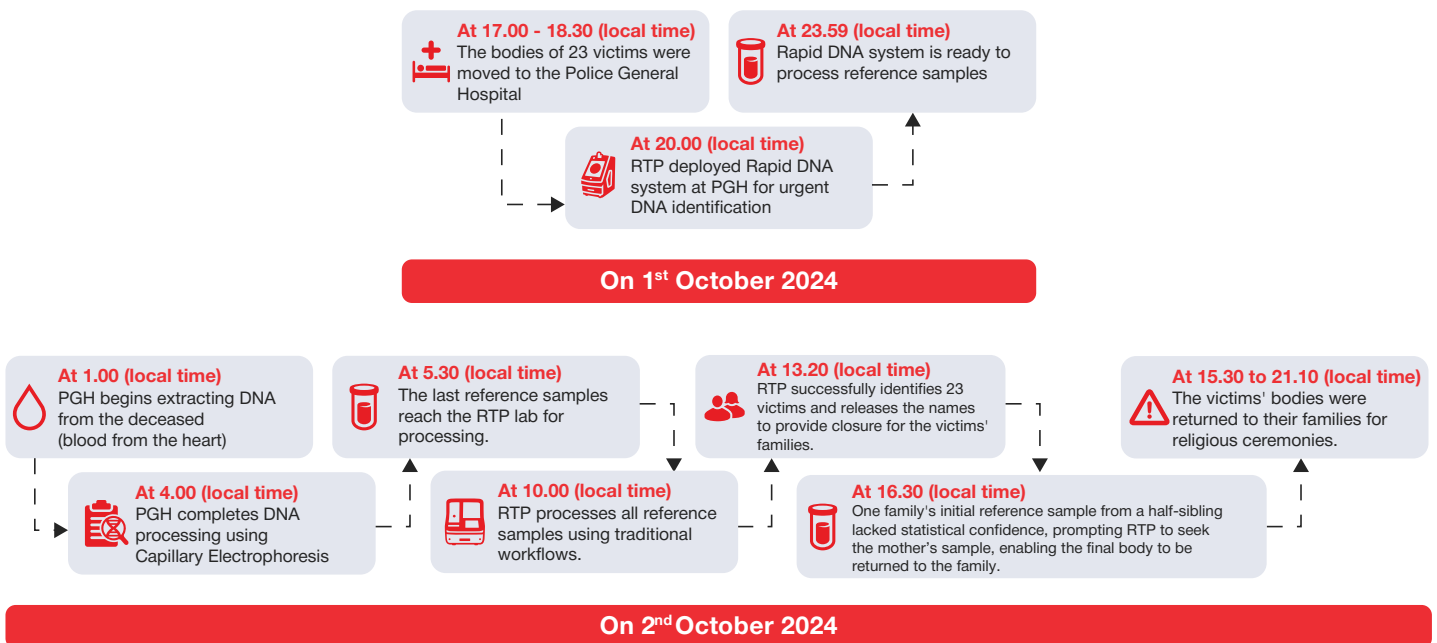 At 17.00 - 18.30 (local time)
The bodies of 23 victims were
moved to the Police General
Hospital
At 20.00 (local time)
RTP deployed Rapid DNA
system at PGH for urgent
DNA identification
At 23.59 (local time)
Rapid DNA system is ready to
process reference samples
On 1st October 2024
At 1.00 (local time)
PGH begins extracting DNA
from the deceased
(blood from the heart)
At 4.00 (local time)
PGH completes DNA
processing using
Capillary Electrophoresis
At 5.30 (local time)
The last reference samples
reach the RTP lab for
processing.
At 10.00 (local time)
RTP processes all reference
samples using traditional
workflows.
At 13.20 (local time)
RTP successfully identifies 23
victims and releases the names
to provide closure for the victims'
families.
At 16.30 (local time)
One family's initial reference sample from a half-sibling
lacked statistical confidence, prompting RTP to seek
the mother's sample, enabling the final body to be
returned to the family.
At 15.30 to 21.10 (local time)
The victims' bodies were
returned to their families for
religious ceremonies.
On 2nd October 2024